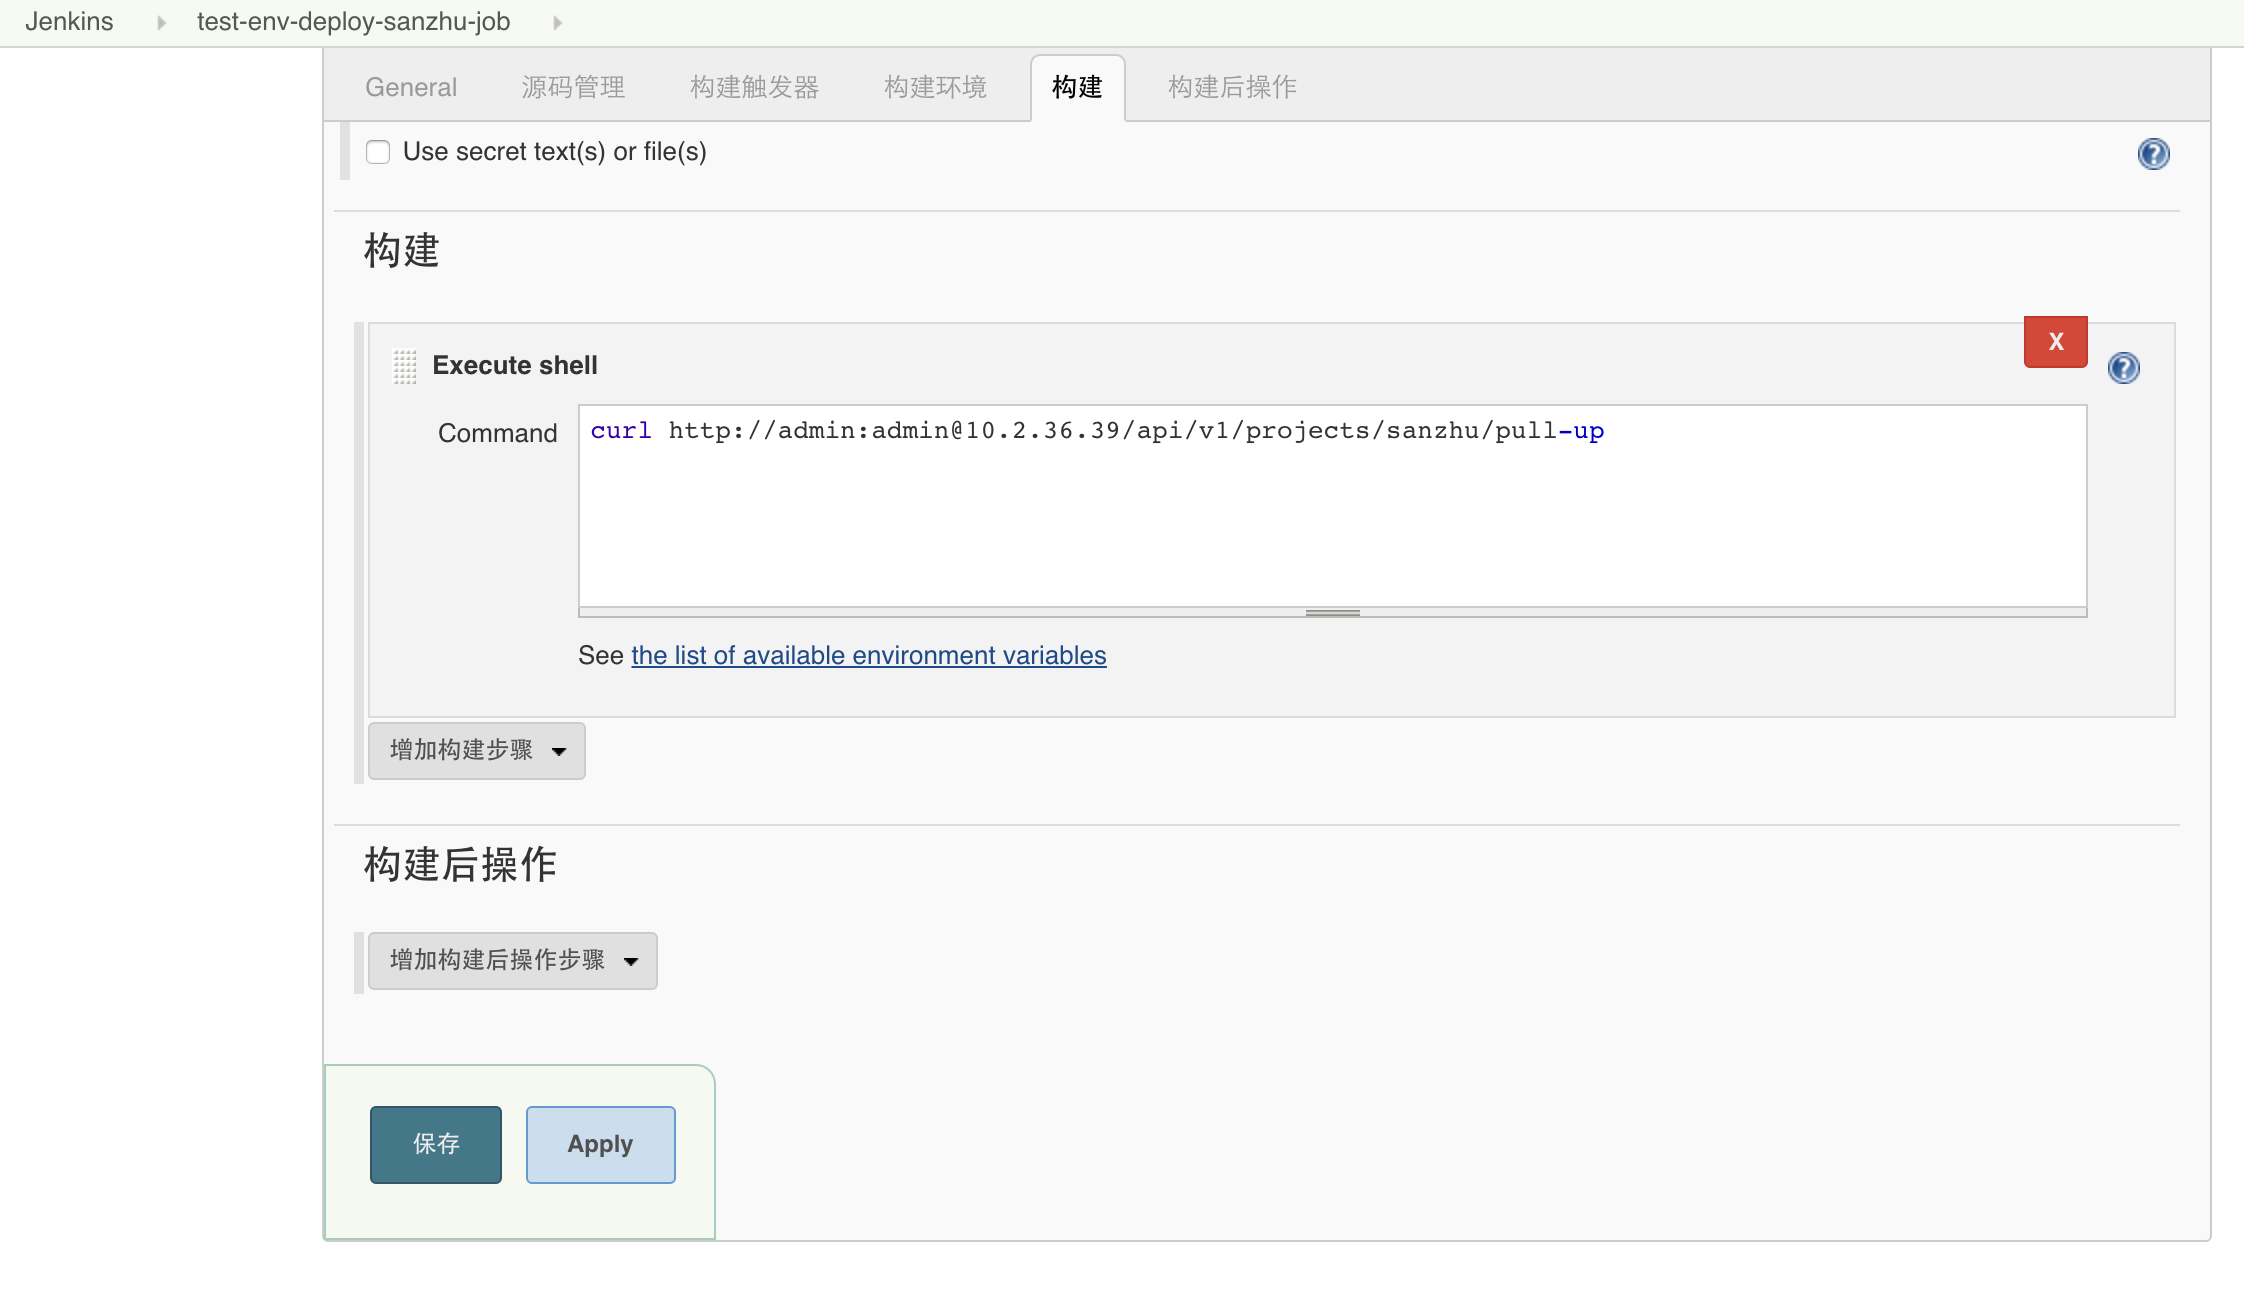 Jenkins test-env-deploy-sanzhu-job
General 源码管理 构建触发器 构建环境 构建 构建后操作
Use secret text(s) or file(s)
?
构建
X
Execute shell
?
Command curl http://admin:admin@10.2.36.39/api/v1/projects/sanzhu/pull-up
See the list of available environment variables
增加构建步骤
构建后操作
增加构建后操作步骤
保存 Apply